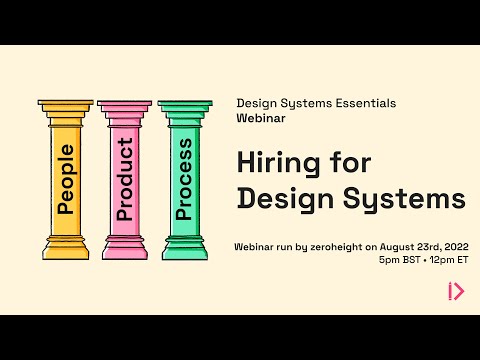 People
Product
Process
Design Systems Essentials
Webinar
Hiring for
Design Systems
Webinar run by zeroheight on August 23rd, 2022
5pm BST • 12pm ET